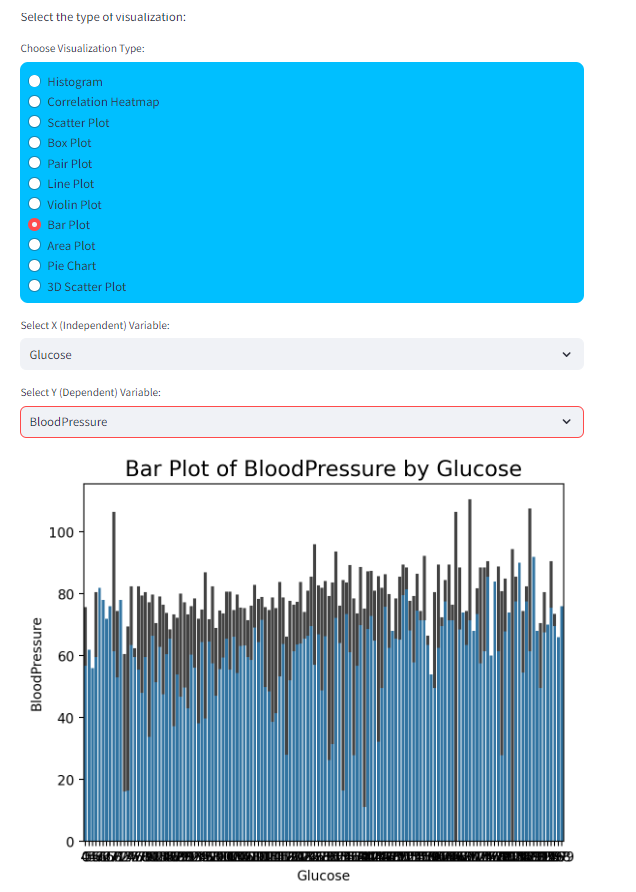 Select the type of visualization:
Choose Visualization Type:
Histogram
Correlation Heatmap
Scatter Plot
Box Plot
Pair Plot
Line Plot
Violin Plot
Bar Plot
Area Plot
Pie Chart
3D Scatter Plot
Select X (Independent) Variable:
Glucose
Select Y (Dependent) Variable:
BloodPressure
Bar Plot of BloodPressure by Glucose
100
80
60
40
20
0
BloodPressure
Glucose